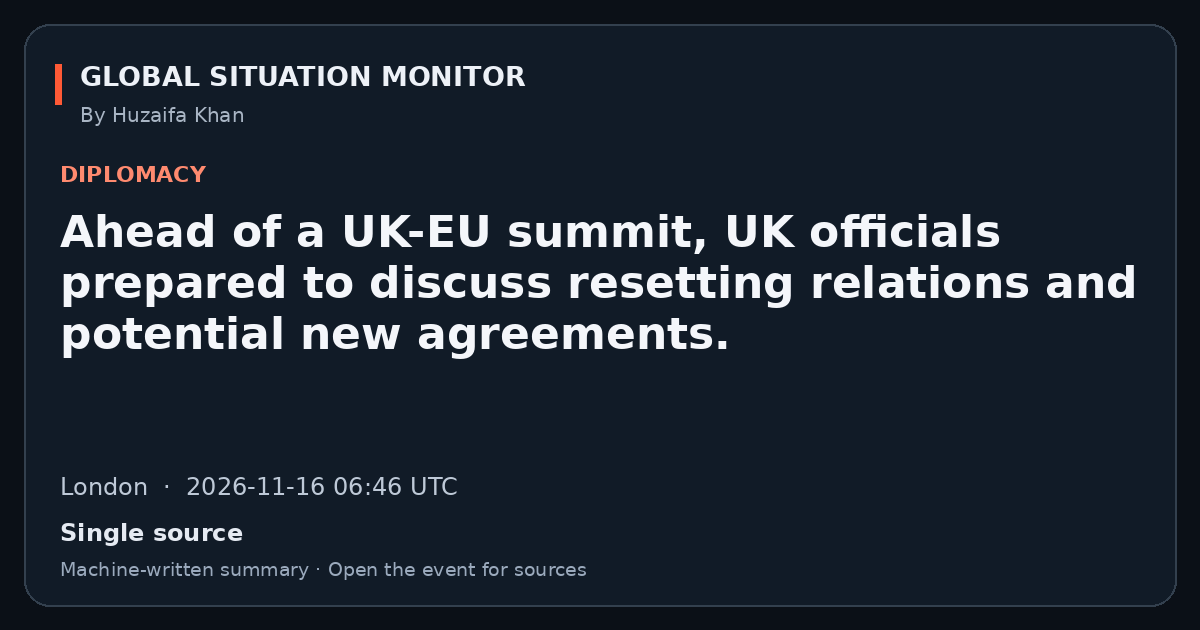 GLOBAL SITUATION MONITOR
By Huzaifa Khan
DIPLOMACY
Ahead of a UK-EU summit, UK officials
prepared to discuss resetting relations and
potential new agreements.
London · 2026-11-16 06:46 UTC
Single source
Machine-written summary · Open the event for sources